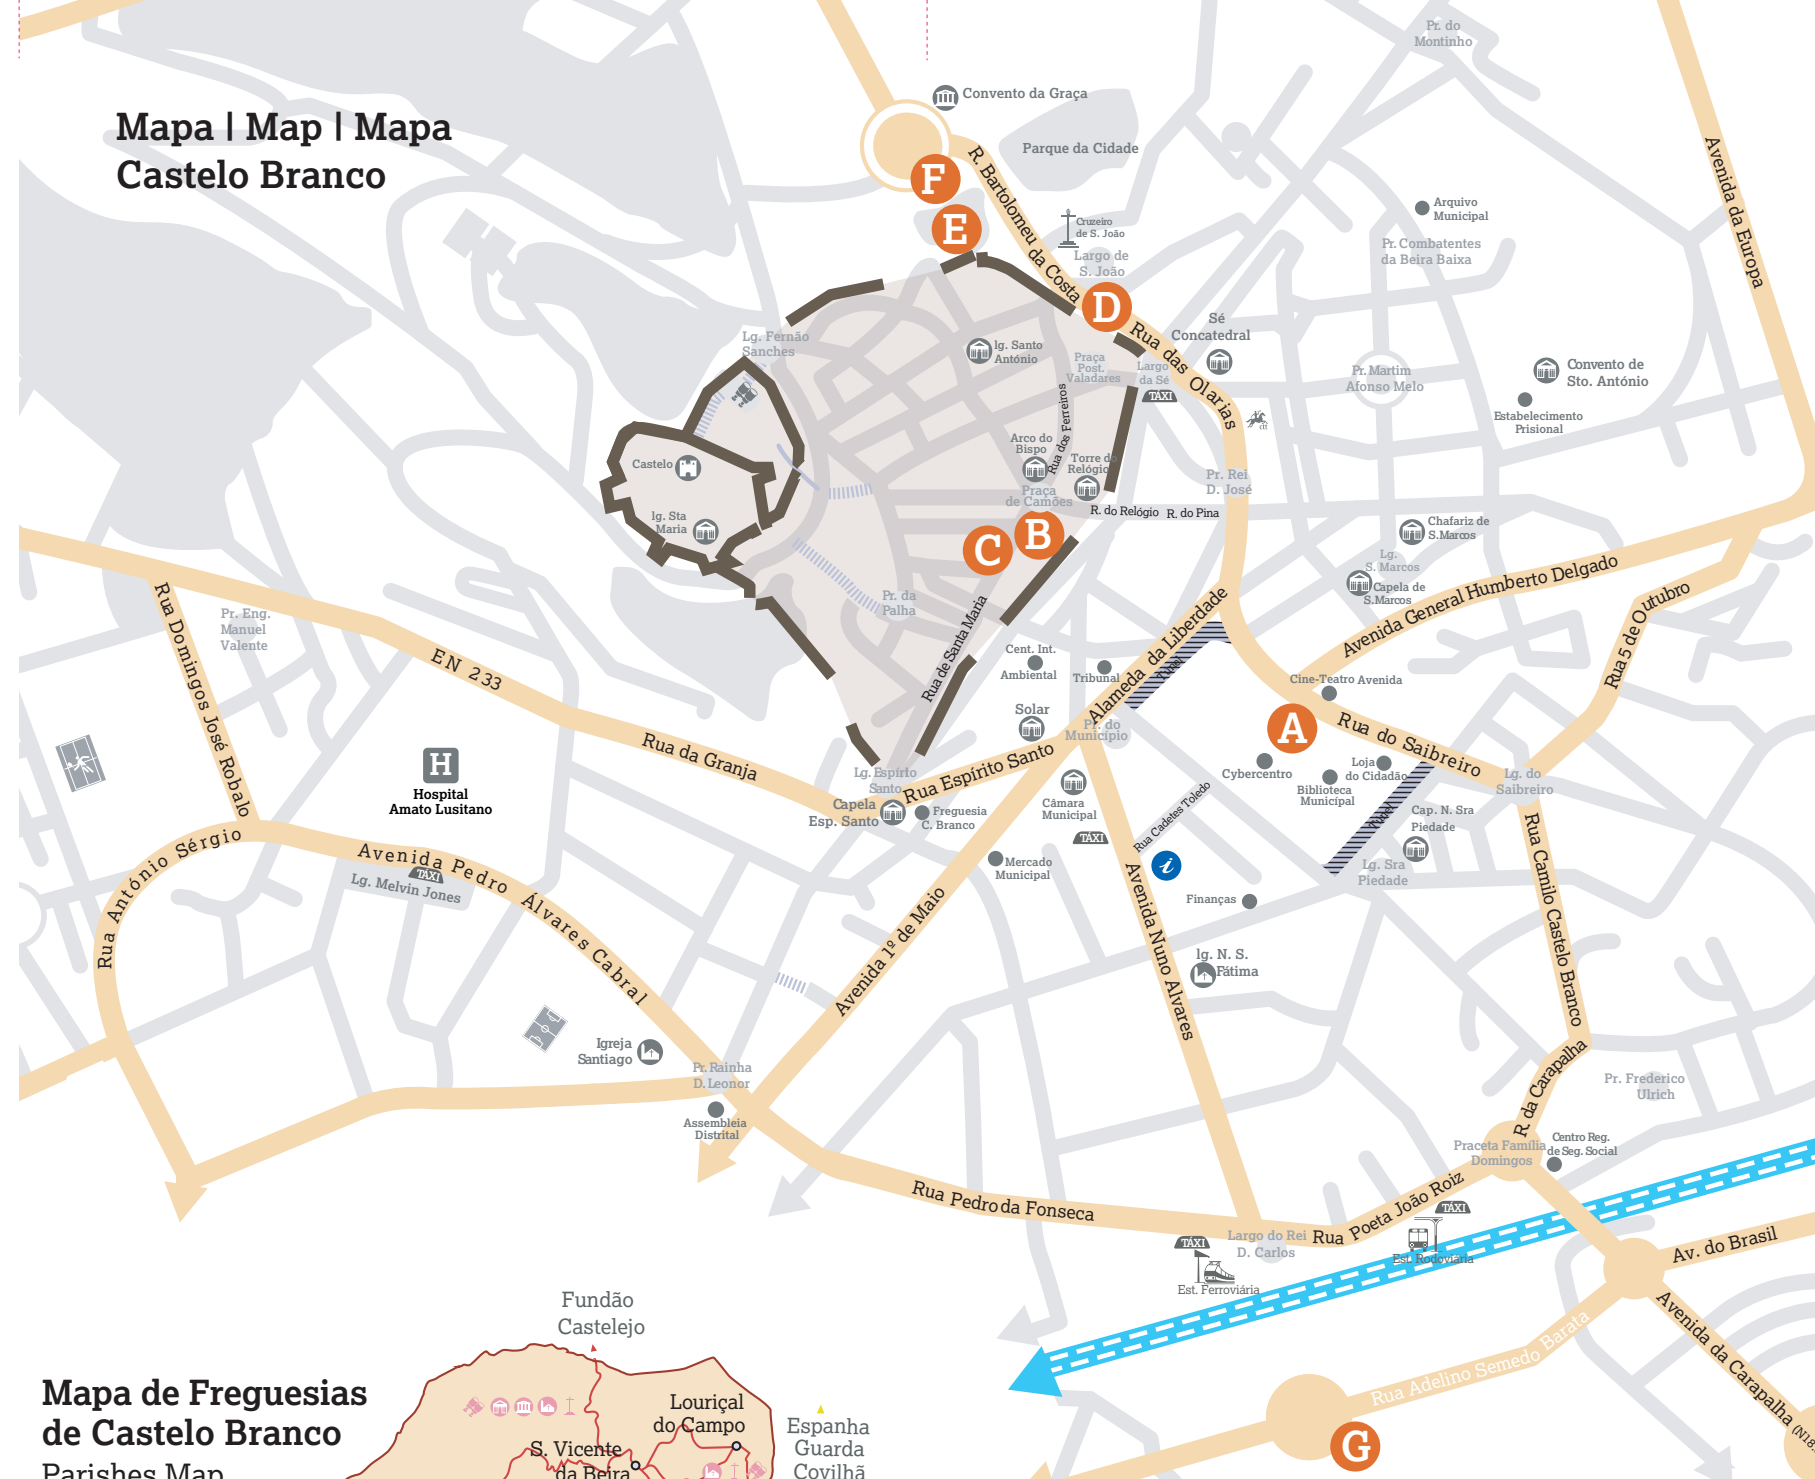 Mapa | Map | Mapa
Castelo Branco
Convento da Graça
Parque da Cidade
Pr. do
Montinho
F
E
R. Bartolomeu da Costa
Cruzeiro
de S. João
Largo de
S. João
D
Arquivo
Municipal
Pr. Combatentes
da Beira Baixa
Avenida da Europa
Lg. Fernão
Sanches
Ig. Santo
António
Praça
Post.
Valadares
Largo
da Sé
TÁXI
Rua das Olarias
Sé
Concatedral
Pr. Martim
Afonso Melo
Convento de
Sto. António
Estabelecimento
Prisional
Castelo
Ig. Sta
Maria
Arco do
Bispo
Rua dos Ferreiros
Torre do
Relógio
Praça
de Camões
Pr. Rei
D. José
R. do Relógio
R. do Pina
C
B
Chafariz de
S.Marcos
Lg.
S. Marcos
Capela de
S.Marcos
Avenida General Humberto Delgado
Rua 5 de Outubro
Pr. da
Palha
Rua de Santa Maria
Rua Domingos José Robalo
Pr. Eng.
Manuel
Valente
EN 233
Rua da Granja
Cent. Int.
Ambiental
Tribunal
Alameda da Liberdade
Túnel
Solar
Pr. do
Município
Cine-Teatro Avenida
A
Rua do Saibreiro
Cybercentro
Loja
do Cidadão
Biblioteca
Municipal
Túnel
Lg. do
Saibreiro
Cap. N. Sra
Piedade
Lg. Sra
Piedade
H
Hospital
Amato Lusitano
Lg. Espírito
Santo
Rua Espírito Santo
Capela
Esp. Santo
Freguesia
C. Branco
Câmara
Municipal
TÁXI
Rua Cadetes Toledo
i
Mercado
Municipal
Finanças
Rua António Sérgio
Avenida Pedro Álvares Cabral
TÁXI
Lg. Melvin Jones
Avenida 1º de Maio
Avenida Nuno Alvares
Ig. N. S.
Fátima
Rua Camilo Castelo Branco
Igreja
Santiago
Pr. Rainha
D. Leonor
Assembleia
Distrital
R. da Carapalha
Pr. Frederico
Ulrich
Praceta Família
Domingos
Centro Reg.
de Seg. Social
Rua Pedro da Fonseca
Largo do Rei
D. Carlos
Rua Poeta João Roiz
TÁXI
Est. Rodoviária
TÁXI
Est. Ferroviária
Av. do Brasil
Avenida da Carapalha (N18
Rua Adelino Semedo Barata
G
Fundão
Castelejo
Mapa de Freguesias
de Castelo Branco
Parishes Map
Louriçal
do Campo
S. Vicente
da Beira
Espanha
Guarda
Covilhã